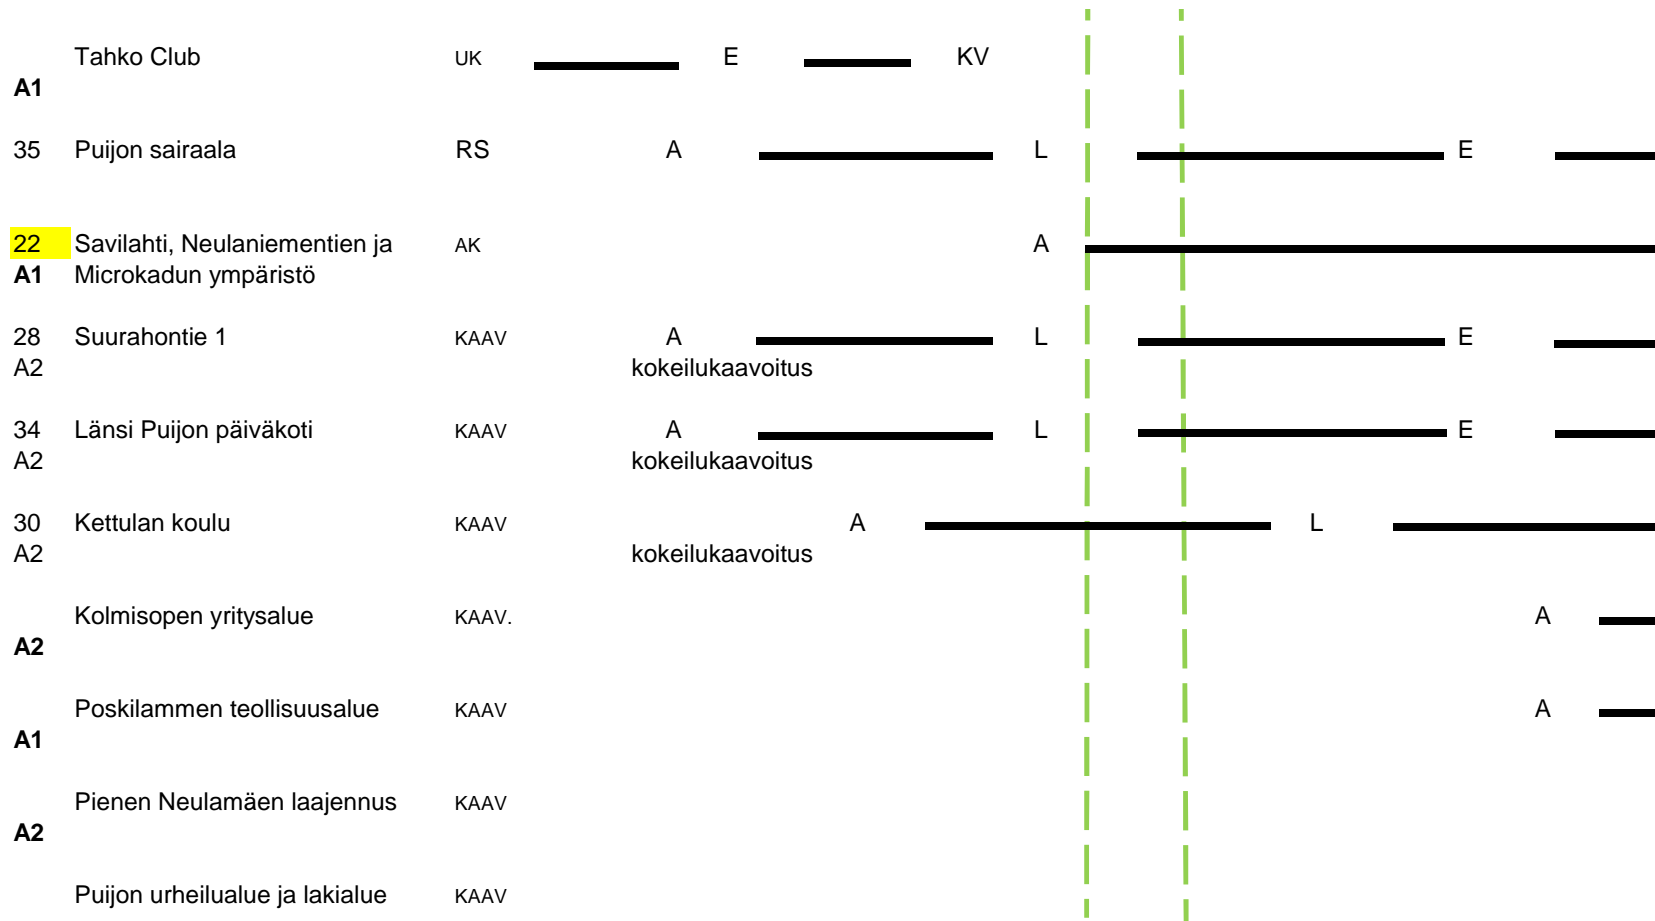 Tahko Club UK E KV
A1
35 Puijon sairaala RS A L E
22 Savilahti, Neulaniementien ja AK A
A1 Microkadun ympäristö
28 Suurahontie 1 KAAV A L E
A2 kokeilukaavoitus
34 Länsi Puijon päiväkoti KAAV A L E
A2 kokeilukaavoitus
30 Kettulan koulu KAAV A L
A2 kokeilukaavoitus
Kolmisopen yritysalue KAAV. A
A2
Poskilammen teollisuusalue KAAV A
A1
Pienen Neulamäen laajennus KAAV
A2
Puijon urheilualue ja lakialue KAAV